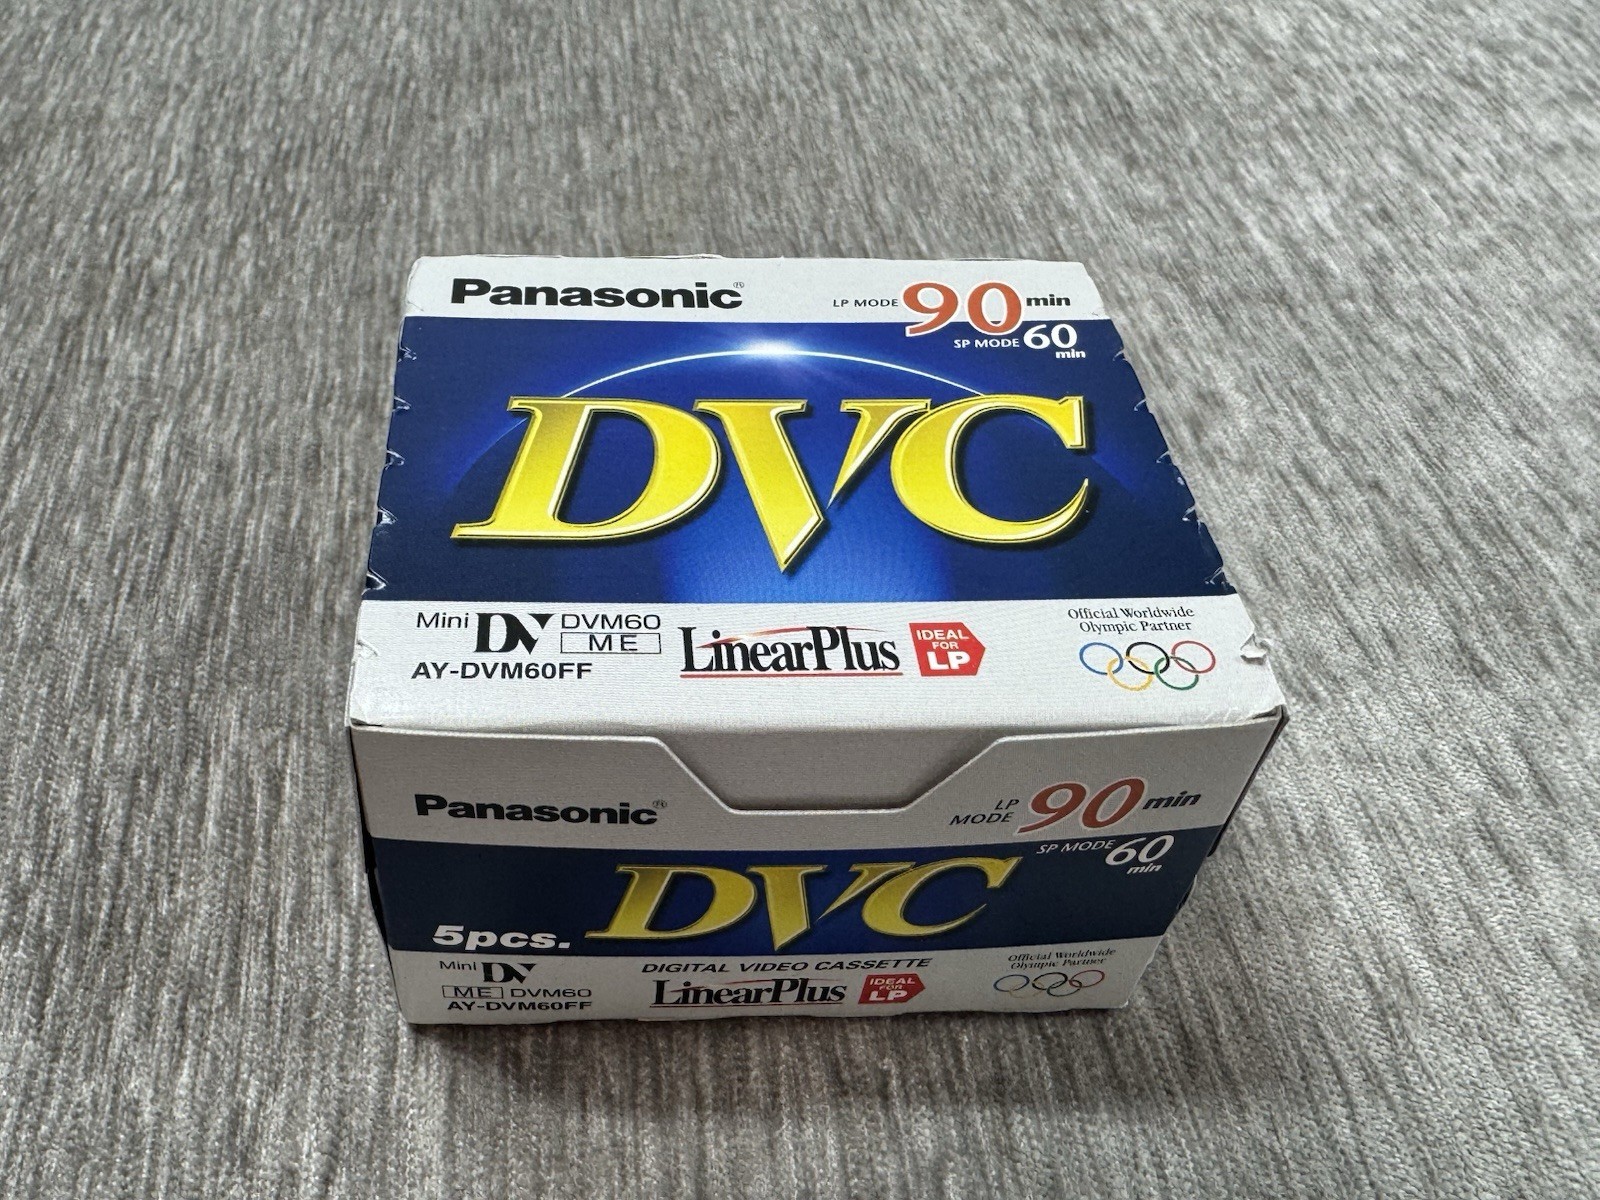 Panasonic®
LP MODE 90 min
SP MODE 60 min
DVC
Mini DV DVM60
ME
AY-DVM60FF
LinearPlus
IDEAL FOR LP
Official Worldwide
Olympic Partner
Panasonic®
LP MODE 90 min
SP MODE 60 min
DVC
5pcs.
Mini DV
ME DVM60
AY-DVM60FF
DIGITAL VIDEO CASSETTE
LinearPlus
IDEAL FOR LP
Official Worldwide
Olympic Partner